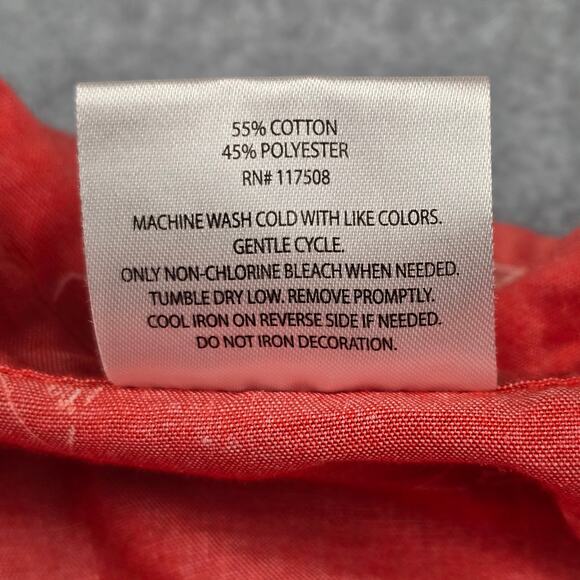 55% COTTON
45% POLYESTER
RN# 117508
MACHINE WASH COLD WITH LIKE COLORS.
GENTLE CYCLE.
ONLY NON-CHLORINE BLEACH WHEN NEEDED.
TUMBLE DRY LOW. REMOVE PROMPTLY.
COOL IRON ON REVERSE SIDE IF NEEDED.
DO NOT IRON DECORATION.